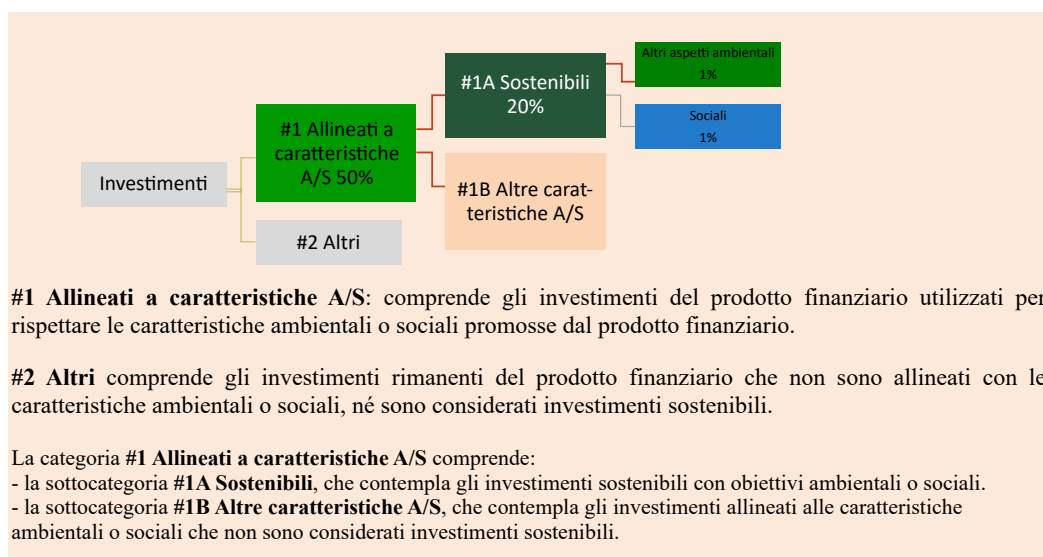 Altri aspetti ambientali
1%
#1A Sostenibili
20%
Sociali
1%
#1 Allineati a
caratteristiche
A/S 50%
Investimenti
#1B Altre carat-
teristiche A/S
#2 Altri
#1 Allineati a caratteristiche A/S: comprende gli investimenti del prodotto finanziario utilizzati per
rispettare le caratteristiche ambientali o sociali promosse dal prodotto finanziario.
#2 Altri comprende gli investimenti rimanenti del prodotto finanziario che non sono allineati con le
caratteristiche ambientali o sociali, né sono considerati investimenti sostenibili.
La categoria #1 Allineati a caratteristiche A/S comprende:
- la sottocategoria #1A Sostenibili, che contempla gli investimenti sostenibili con obiettivi ambientali o sociali.
- la sottocategoria #1B Altre caratteristiche A/S, che contempla gli investimenti allineati alle caratteristiche
ambientali o sociali che non sono considerati investimenti sostenibili.